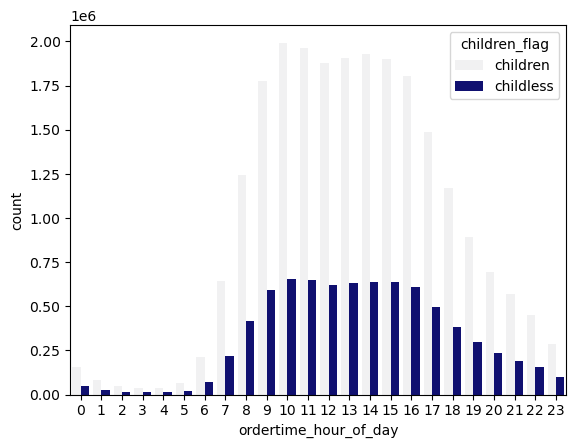 1e6
2.00
1.75
1.50
1.25
1.00
0.75
0.50
0.25
0.00
count
children_flag
children
childless
0 1 2 3 4 5 6 7 8 9 10 11 12 13 14 15 16 17 18 19 20 21 22 23
ordertime_hour_of_day